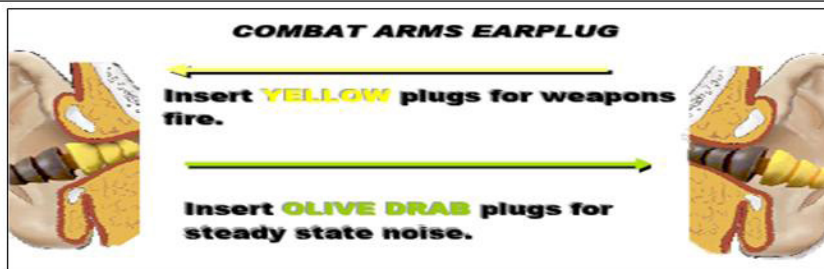 COMBAT ARMS EARPLUG
Insert YELLOW plugs for weapons
fire.
Insert OLIVE DRAB plugs for
steady state noise.